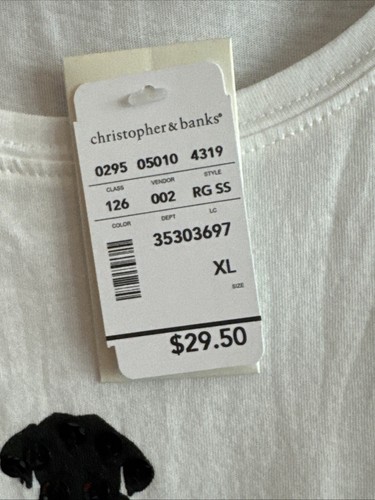 christopher & banks®
0295 05010 4319
CLASS VENDOR STYLE
126 002 RG SS
COLOR DEPT LC
35303697
XL
SIZE
$29.50